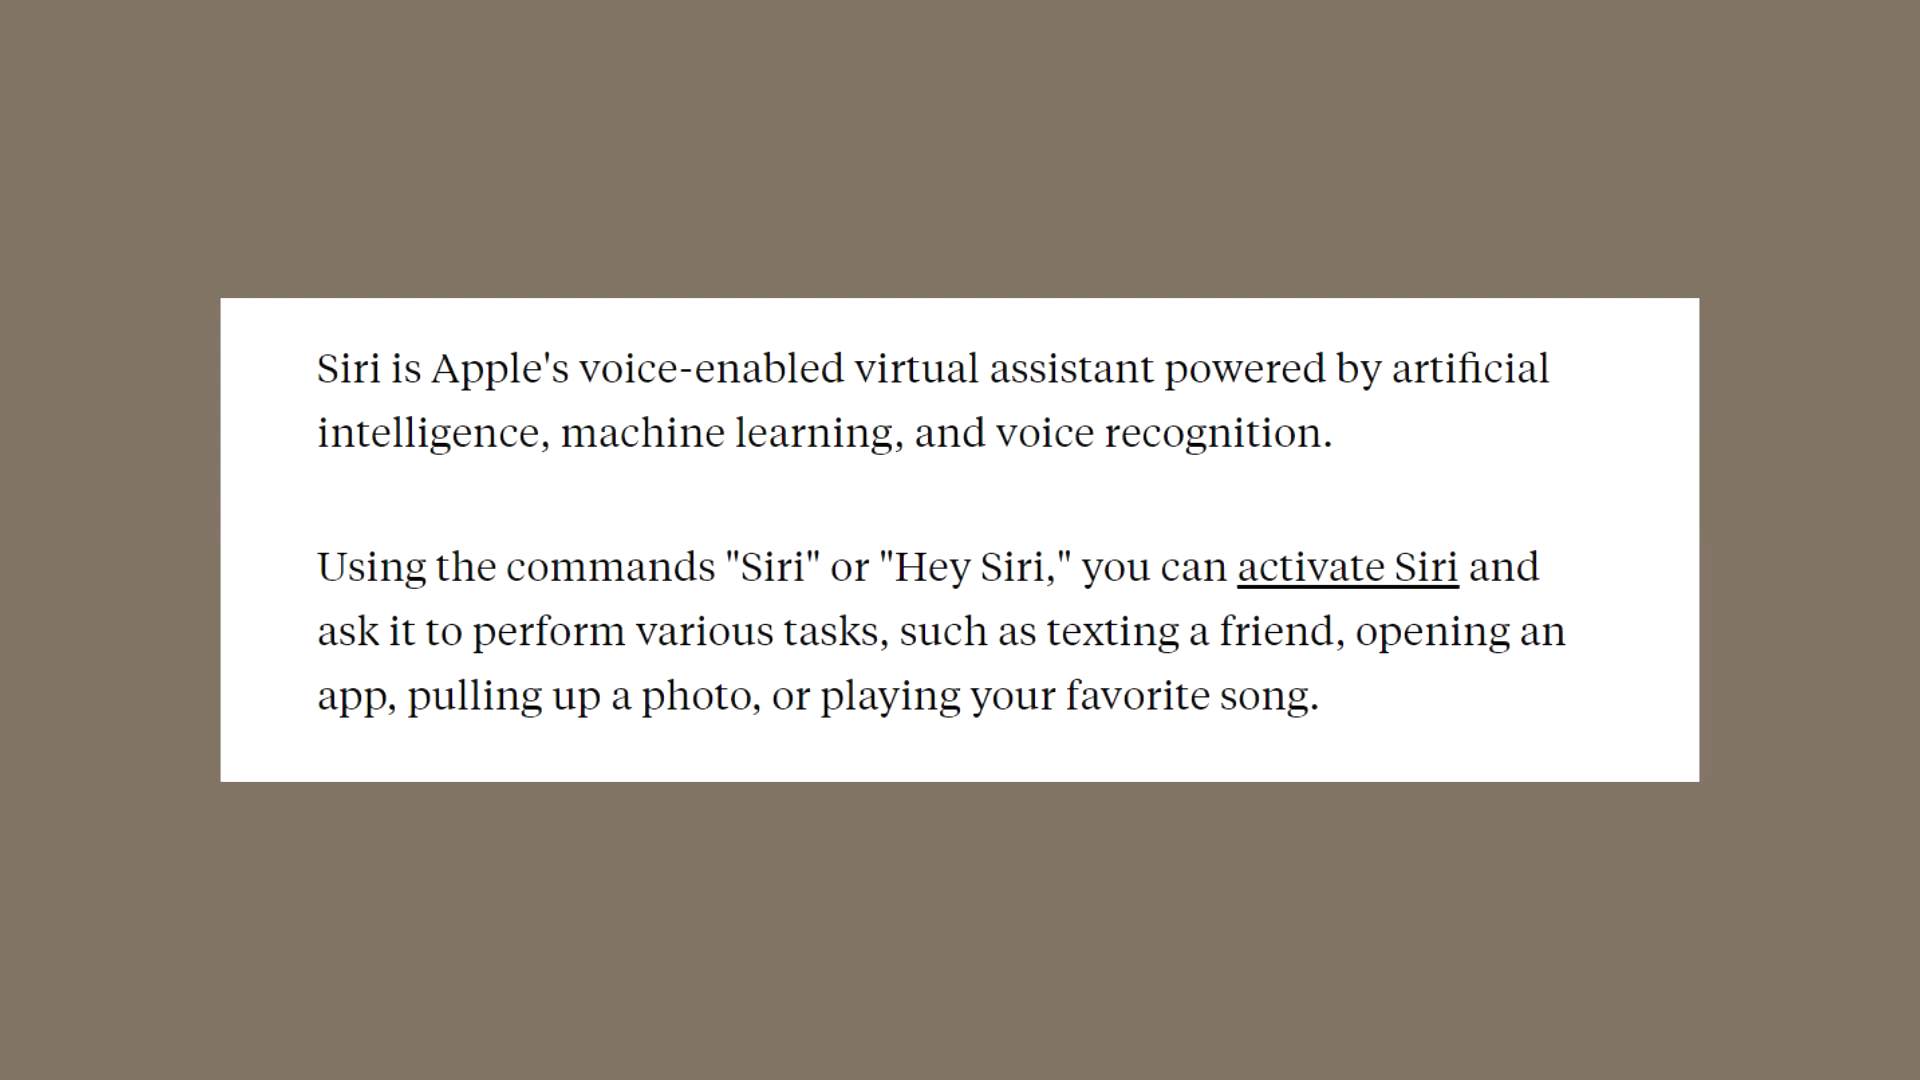 Siri is Apple's voice-enabled virtual assistant powered by artificial
intelligence, machine learning, and voice recognition.
Using the commands "Siri" or "Hey Siri," you can activate Siri and
ask it to perform various tasks, such as texting a friend, opening an
app, pulling up a photo, or playing your favorite song.